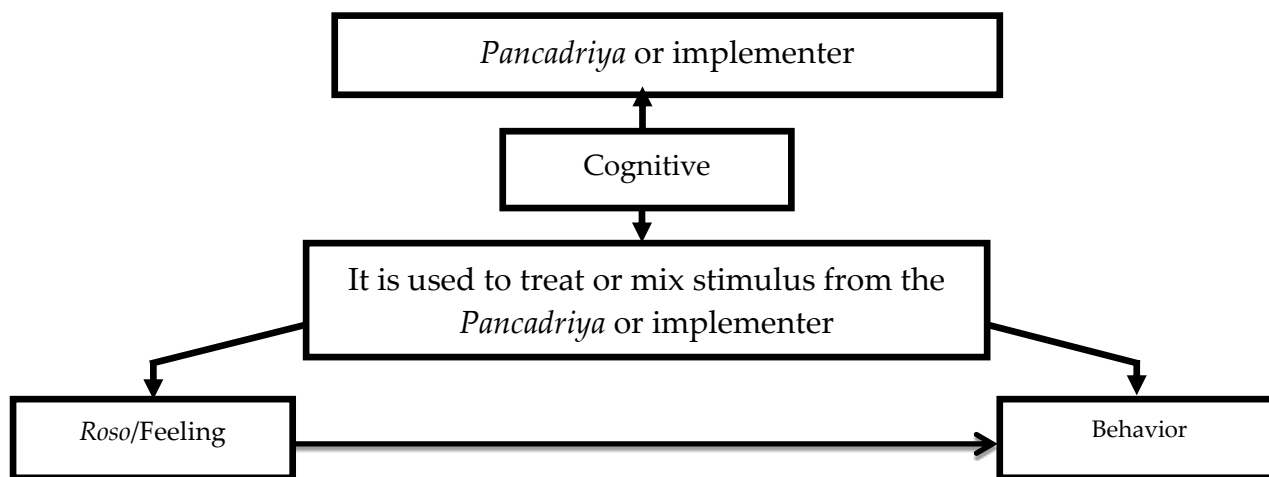 Pancadriya or implementer
Cognitive
It is used to treat or mix stimulus from the
Pancadriya or implementer
Roso/Feeling
Behavior